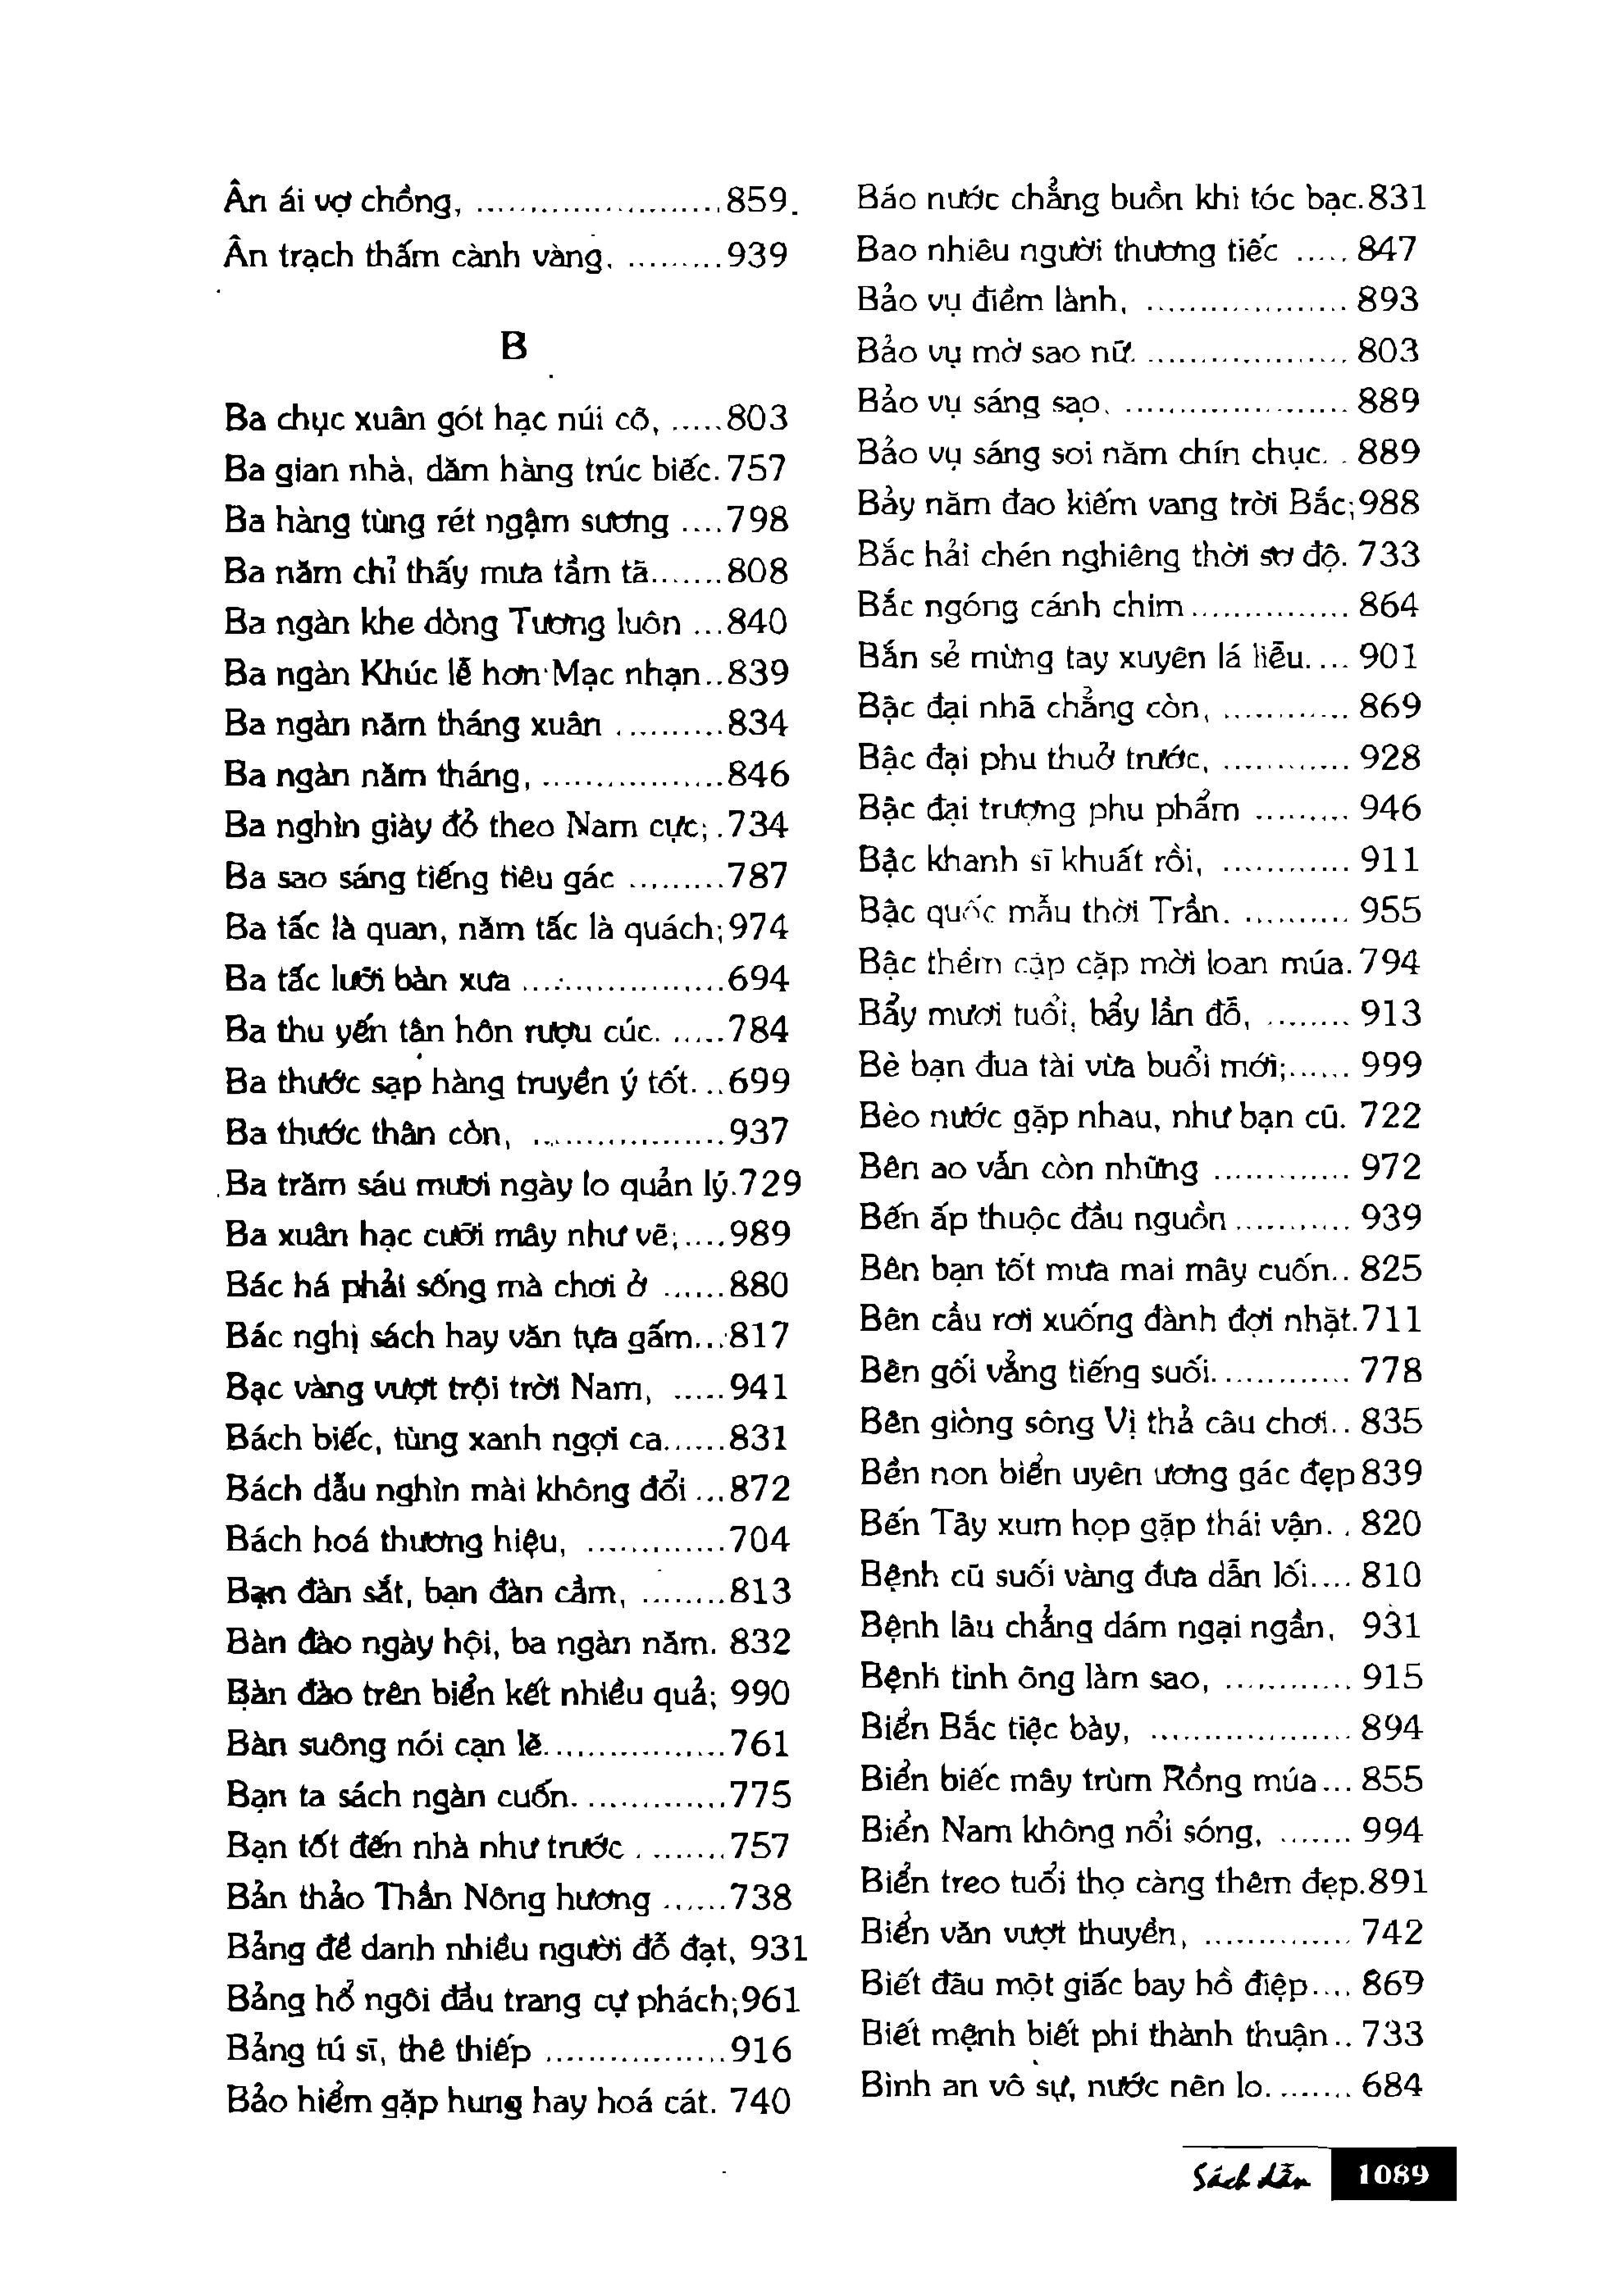 Ân ái vợ chồng, ........................859.
Ân trạch thấm cành vàng, .........939
B
Ba chục xuân gót hạc núi cõ, .....803
Ba gian nhà, dăm hàng trúc biếc.757
Ba hàng tùng rét ngậm sương ....798
Ba năm chỉ thấy mưa tầm tã.......808
Ba ngàn khe dòng Tương luôn ...840
Ba ngàn Khúc lễ hơn Mạc nhạn..839
Ba ngàn năm tháng xuân ..........834
Ba ngàn năm tháng, .................846
Ba nghìn giày đỏ theo Nam cực; .734
Ba sao sáng tiếng tiêu gác .........787
Ba tấc là quan, năm tấc là quách;974
Ba tấc lưỡi bàn xưa ...................694
Ba thu yến tân hôn rượu cúc. .....784
Ba thước sạp hàng truyền ý tốt...699
Ba thước thân còn, ..................937
Ba trăm sáu mươi ngày lo quản lý.729
Ba xuân hạc cưỡi mây như vẽ;....989
Bác há phải sống mà chơi ở ......880
Bác nghị sách hay văn tựa gấm...817
Bạc vàng vượt trội trời Nam, .....941
Bách biếc, tùng xanh ngợi ca......831
Bách dẫu nghìn mài không đổi ...872
Bách hoá thương hiệu, .............704
Bạn đàn sắt, bạn đàn cầm, ........813
Bàn đào ngày hội, ba ngàn năm. 832
Bàn đào trên biển kết nhiều quả; 990
Bàn suông nói cạn lẽ.................761
Bạn ta sách ngàn cuốn. .............775
Bạn tốt đến nhà như trước ........757
Bản thảo Thần Nông hương ......738
Bảng đề danh nhiều người đỗ đạt, 931
Bảng hổ ngôi đầu trang cự phách;961
Bảng tú sĩ, thê thiếp .................916
Bảo hiểm gặp hung hay hoá cát. 740
Báo nước chẳng buồn khi tóc bạc.831
Bao nhiêu người thương tiếc ..... 847
Bảo vụ điềm lành, ................... 893
Bảo vụ mờ sao nữ. ................... 803
Bảo vụ sáng sao, ..................... 889
Bảo vụ sáng soi năm chín chục. . 889
Bảy năm đao kiếm vang trời Bắc;988
Bắc hải chén nghiêng thời sơ độ. 733
Bắc ngóng cánh chim ............... 864
Bắn sẻ mừng tay xuyên lá liễu.... 901
Bậc đại nhã chẳng còn, ............ 869
Bậc đại phu thuở trước, ............ 928
Bậc đại trượng phu phẩm ......... 946
Bậc khanh sĩ khuất rồi, ............ 911
Bậc quốc mẫu thời Trần. .......... 955
Bậc thềm cặp cặp mời loan múa.794
Bẩy mươi tuổi, bẩy lần đỗ, ........ 913
Bè bạn đua tài vừa buổi mới;...... 999
Bèo nước gặp nhau, như bạn cũ. 722
Bên ao vẫn còn những ............. 972
Bến ấp thuộc đầu nguồn ........... 939
Bên bạn tốt mưa mai mây cuốn.. 825
Bên cầu rơi xuống đành đợi nhặt.711
Bên gối vẳng tiếng suối............. 778
Bên giòng sông Vị thả câu chơi.. 835
Bền non biển uyên ương gác đẹp839
Bến Tây xum họp gặp thái vận. . 820
Bệnh cũ suối vàng đưa dẫn lối.... 810
Bệnh lâu chẳng dám ngại ngần, 931
Bệnh tình ông làm sao, ............ 915
Biển Bắc tiệc bày, ................... 894
Biển biếc mây trùm Rồng múa... 855
Biển Nam không nổi sóng, ....... 994
Biển treo tuổi thọ càng thêm đẹp.891
Biển văn vượt thuyền, .............. 742
Biết đâu một giấc bay hồ điệp.... 869
Biết mệnh biết phi thành thuận.. 733
Bình an vô sự, nước nên lo........ 684
Sách dẫn 1089